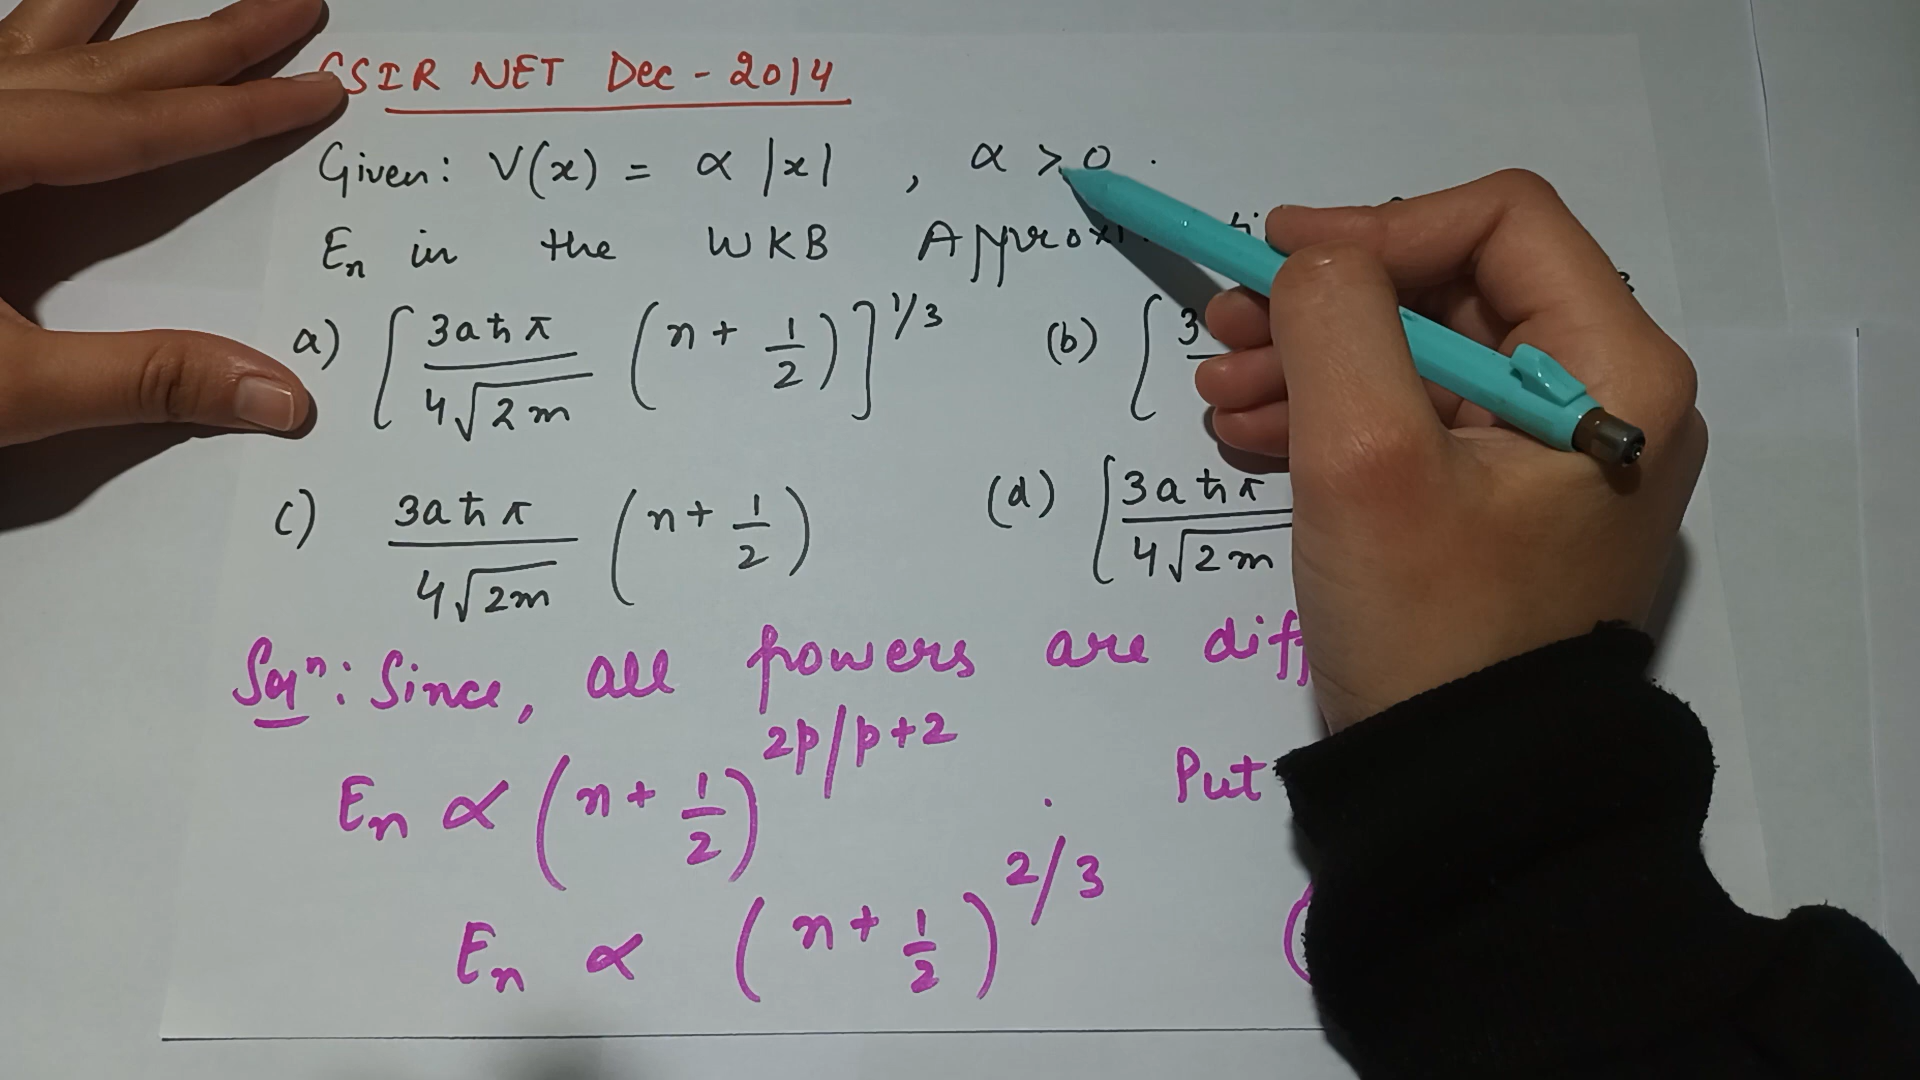 CSIR NET Dec - 2014
Given: V(x) = α |x| , α > 0 .
En in the WKB
a) [3aħπ / 4√2m (n + 1/2)]^1/3 (b) [3
c) 3aħπ / 4√2m (n + 1/2) (d) [3aħπ / 4√2m
Solⁿ: Since, all powers are diff
En ∝ (n + 1/2)^2p/p+2 . Put
En ∝ (n + 1/2)^2/3